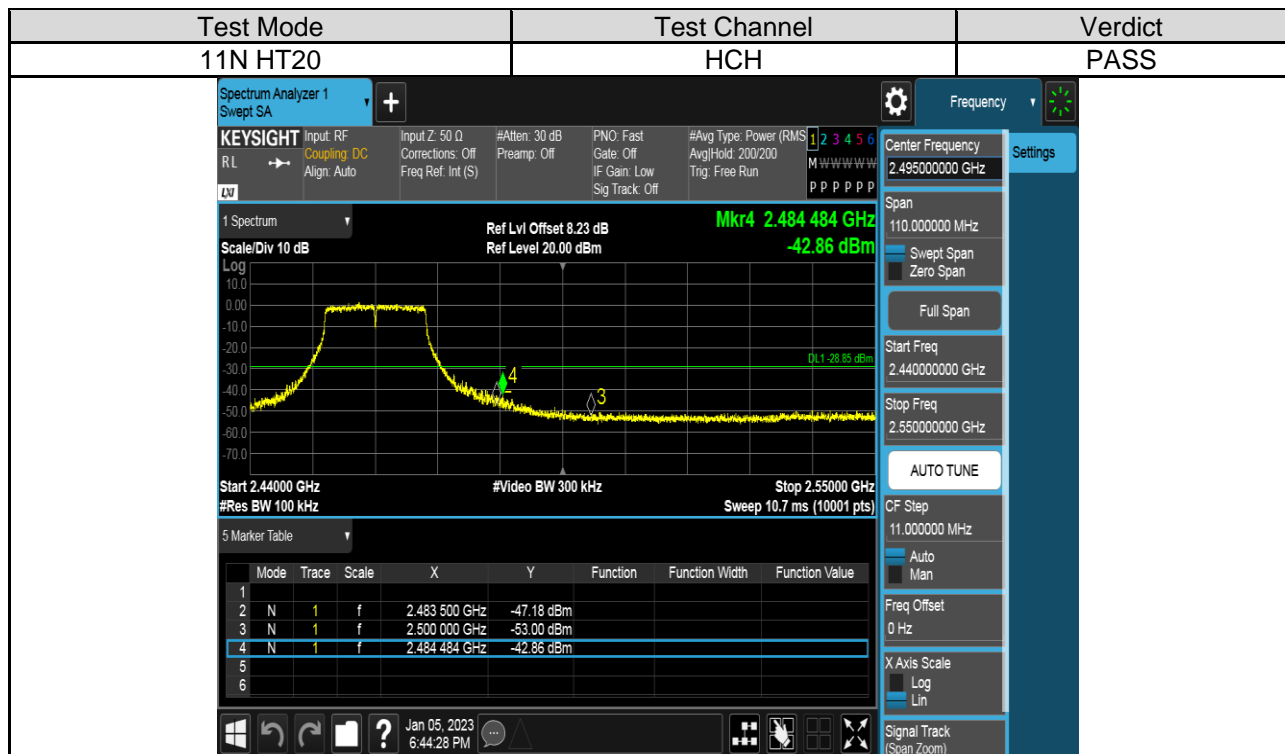 Test Mode Test Channel Verdict
11N HT20 HCH PASS
Spectrum Analyzer 1
Swept SA
+
Frequency
KEYSIGHT
R L
LXI
Input: RF
Coupling: DC
Align: Auto
Input Z: 50 Ω
Corrections: Off
Freq Ref: Int (S)
#Atten: 30 dB
Preamp: Off
PNO: Fast
Gate: Off
IF Gain: Low
Sig Track: Off
#Avg Type: Power (RMS
Avg|Hold: 200/200
Trig: Free Run
1 2 3 4 5 6
M W W W W W
P P P P P P
1 Spectrum
Scale/Div 10 dB
Ref Lvl Offset 8.23 dB
Ref Level 20.00 dBm
Mkr4 2.484 484 GHz
-42.86 dBm
Log
10.0
0.00
-10.0
-20.0
-30.0
-40.0
-50.0
-60.0
-70.0
DL1 -28.85 dBm
4
3
Start 2.44000 GHz
#Res BW 100 kHz
#Video BW 300 kHz
Stop 2.55000 GHz
Sweep 10.7 ms (10001 pts)
5 Marker Table
Mode Trace Scale X Y Function Function Width Function Value
1
2 N 1 f 2.483 500 GHz -47.18 dBm
3 N 1 f 2.500 000 GHz -53.00 dBm
4 N 1 f 2.484 484 GHz -42.86 dBm
5
6
?
Jan 05, 2023
6:44:28 PM
Center Frequency
2.495000000 GHz
Settings
Span
110.000000 MHz
Swept Span
Zero Span
Full Span
Start Freq
2.440000000 GHz
Stop Freq
2.550000000 GHz
AUTO TUNE
CF Step
11.000000 MHz
Auto
Man
Freq Offset
0 Hz
X Axis Scale
Log
Lin
Signal Track
(Span Zoom)